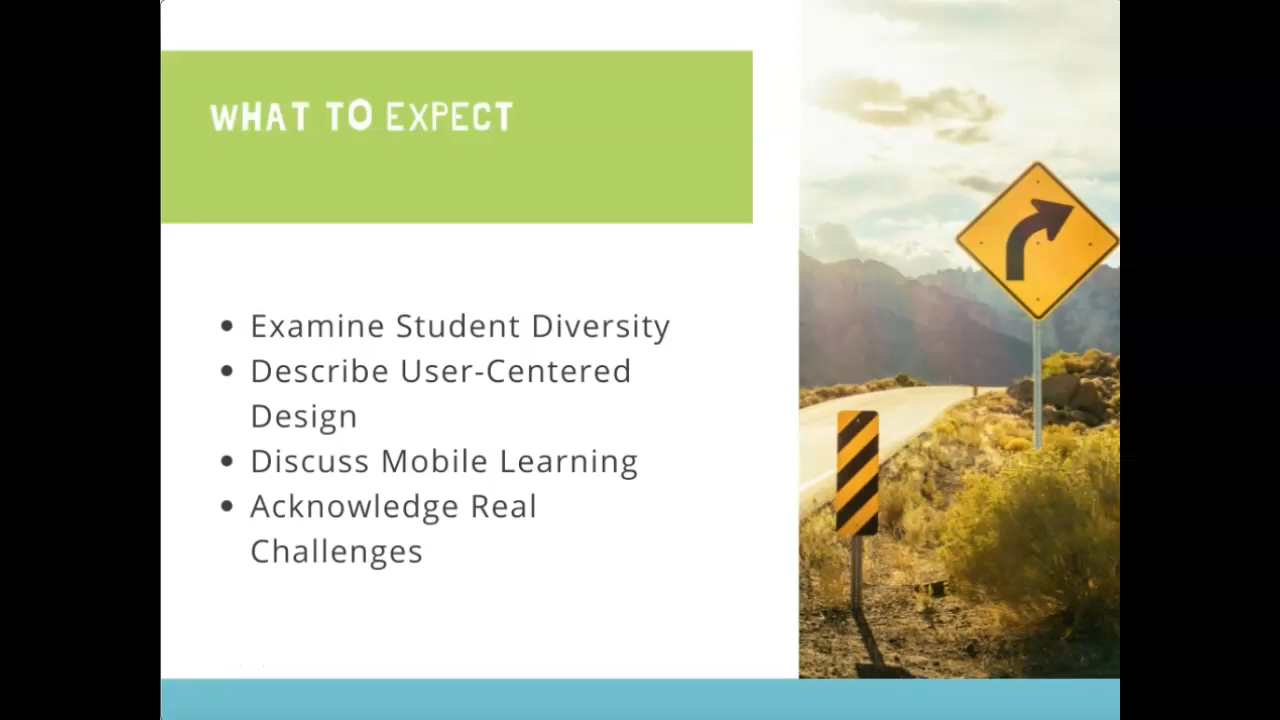 WHAT TO EXPECT
• Examine Student Diversity
• Describe User-Centered
Design
• Discuss Mobile Learning
• Acknowledge Real
Challenges